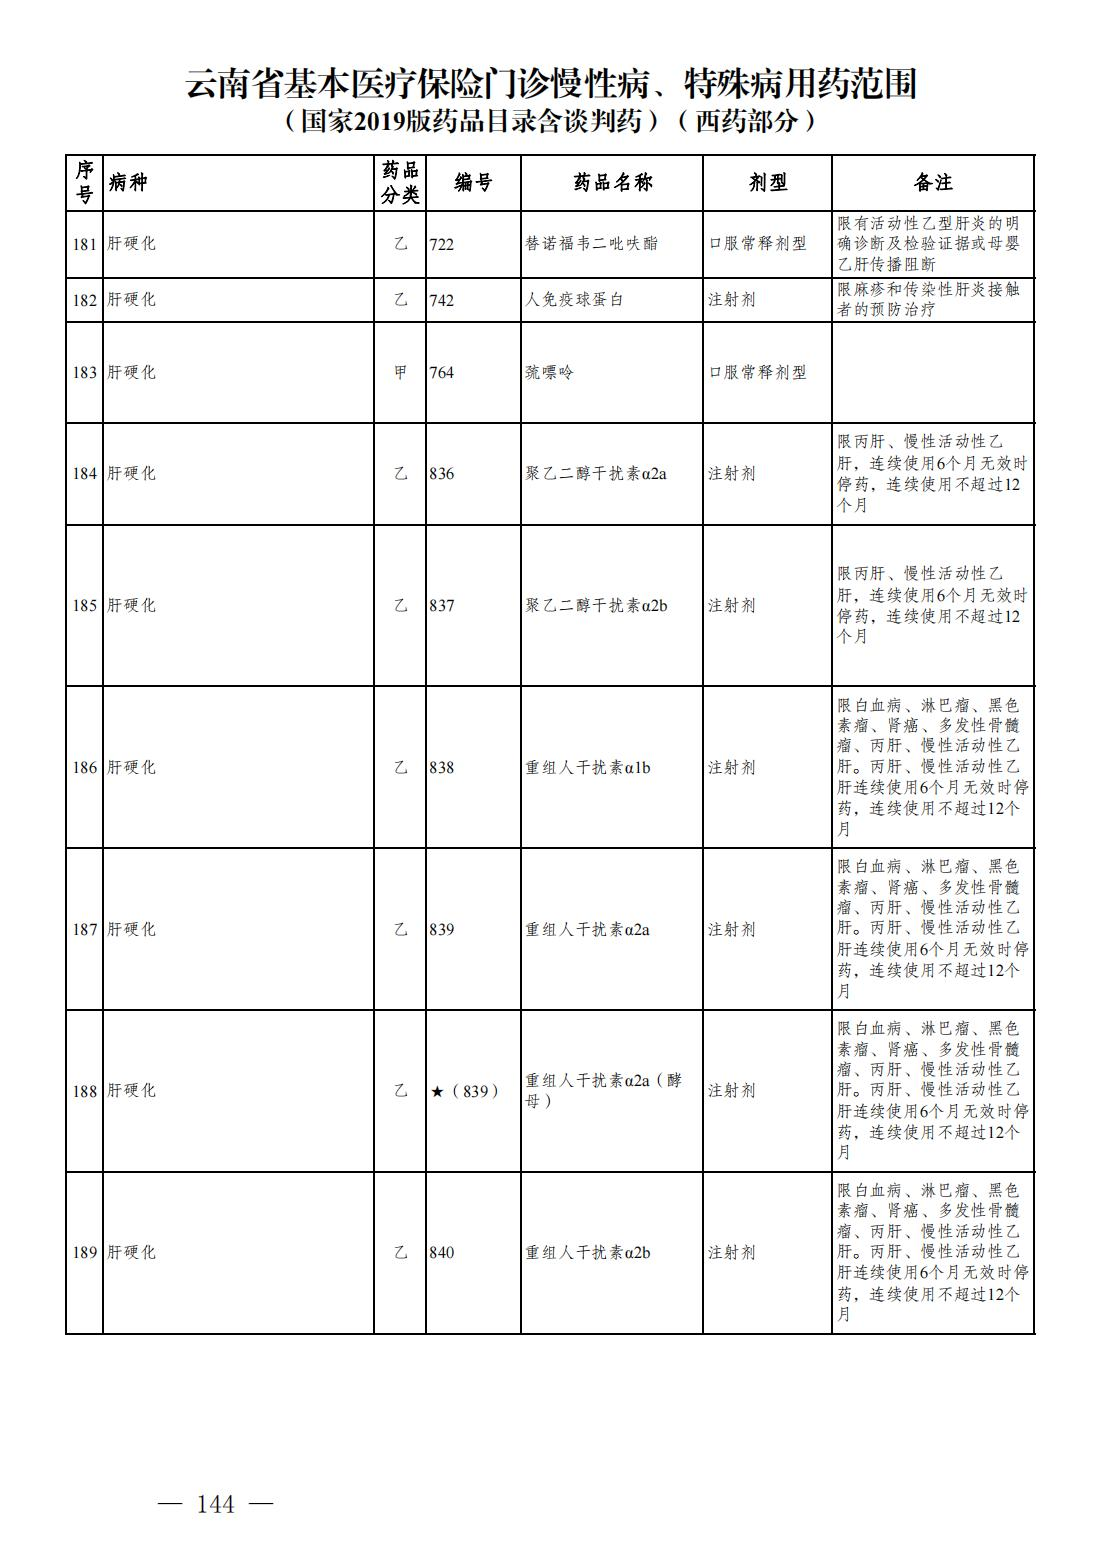 云南省基本医疗保险门诊慢性病、特殊病用药范围
（国家2019版药品目录含谈判药）（西药部分）
序号 病种 药品分类 编号 药品名称 剂型 备注
181 肝硬化 乙 722 替诺福韦二吡呋酯 口服常释剂型 限有活动性乙型肝炎的明
确诊断及检验证据或母婴
乙肝传播阻断
182 肝硬化 乙 742 人免疫球蛋白 注射剂 限麻疹和传染性肝炎接触
者的预防治疗
183 肝硬化 甲 764 巯嘌呤 口服常释剂型
184 肝硬化 乙 836 聚乙二醇干扰素α2a 注射剂 限丙肝、慢性活动性乙
肝，连续使用6个月无效时
停药，连续使用不超过12
个月
185 肝硬化 乙 837 聚乙二醇干扰素α2b 注射剂 限丙肝、慢性活动性乙
肝，连续使用6个月无效时
停药，连续使用不超过12
个月
186 肝硬化 乙 838 重组人干扰素α1b 注射剂 限白血病、淋巴瘤、黑色
素瘤、肾癌、多发性骨髓
瘤、丙肝、慢性活动性乙
肝。丙肝、慢性活动性乙
肝连续使用6个月无效时停
药，连续使用不超过12个
月
187 肝硬化 乙 839 重组人干扰素α2a 注射剂 限白血病、淋巴瘤、黑色
素瘤、肾癌、多发性骨髓
瘤、丙肝、慢性活动性乙
肝。丙肝、慢性活动性乙
肝连续使用6个月无效时停
药，连续使用不超过12个
月
188 肝硬化 乙 ★（839） 重组人干扰素α2a（酵
母） 注射剂 限白血病、淋巴瘤、黑色
素瘤、肾癌、多发性骨髓
瘤、丙肝、慢性活动性乙
肝。丙肝、慢性活动性乙
肝连续使用6个月无效时停
药，连续使用不超过12个
月
189 肝硬化 乙 840 重组人干扰素α2b 注射剂 限白血病、淋巴瘤、黑色
素瘤、肾癌、多发性骨髓
瘤、丙肝、慢性活动性乙
肝。丙肝、慢性活动性乙
肝连续使用6个月无效时停
药，连续使用不超过12个
月
— 144 —